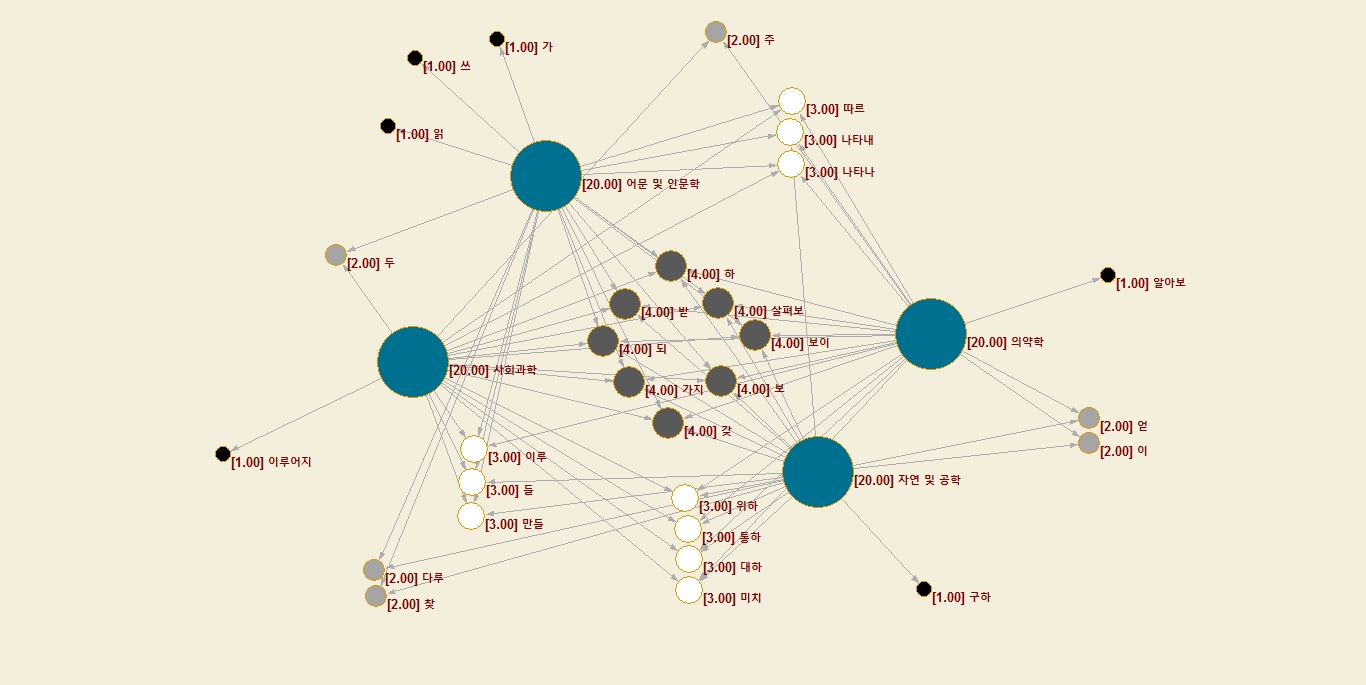 [1.00] 가
[2.00] 주
[1.00] 쓰
[3.00] 따르
[1.00] 읽
[3.00] 나타내
[3.00] 나타나
[20.00] 어문 및 인문학
[2.00] 두
[4.00] 하
[1.00] 알아보
[4.00] 받
[4.00] 살펴보
[4.00] 되
[4.00] 보이
[20.00] 의약학
[20.00] 사회과학
[4.00] 가지
[4.00] 보
[2.00] 얻
[4.00] 갖
[2.00] 이
[3.00] 이루
[1.00] 이루어지
[20.00] 자연 및 공학
[3.00] 들
[3.00] 위하
[3.00] 만들
[3.00] 통하
[3.00] 대하
[2.00] 다루
[1.00] 구하
[3.00] 미치
[2.00] 찾